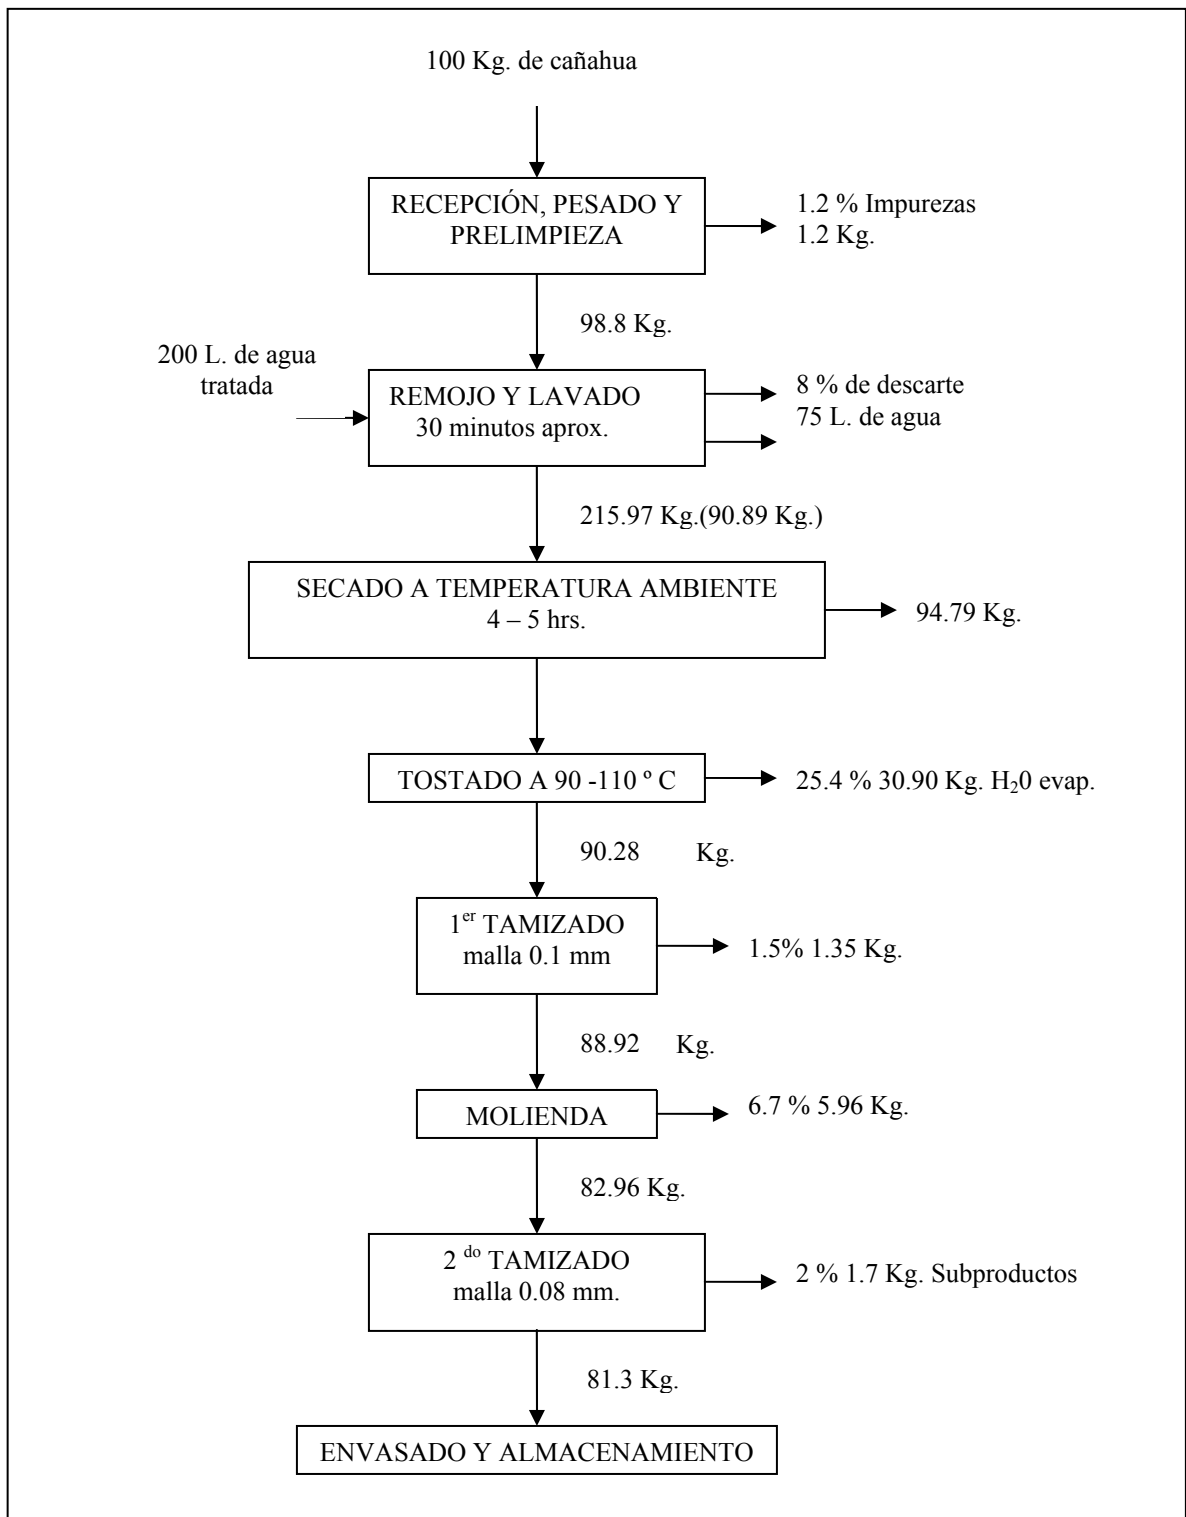 100 Kg. de cañahua
RECEPCIÓN, PESADO Y
PRELIMPIEZA
1.2 % Impurezas
1.2 Kg.
98.8 Kg.
200 L. de agua
tratada
REMOJO Y LAVADO
30 minutos aprox.
8 % de descarte
75 L. de agua
215.97 Kg.(90.89 Kg.)
SECADO A TEMPERATURA AMBIENTE
4 – 5 hrs.
94.79 Kg.
TOSTADO A 90 -110 º C
25.4 % 30.90 Kg. H₂0 evap.
90.28 Kg.
1er TAMIZADO
malla 0.1 mm
1.5% 1.35 Kg.
88.92 Kg.
MOLIENDA
6.7 % 5.96 Kg.
82.96 Kg.
2 do TAMIZADO
malla 0.08 mm.
2 % 1.7 Kg. Subproductos
81.3 Kg.
ENVASADO Y ALMACENAMIENTO